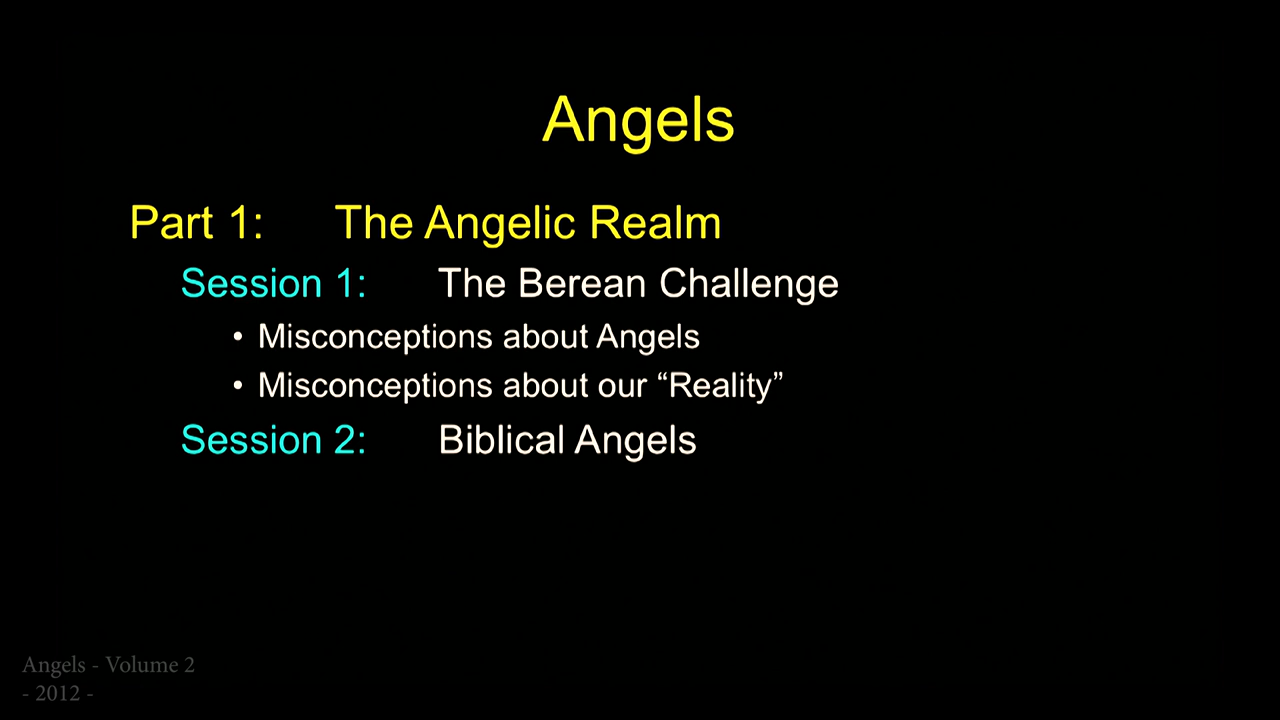 Angels
Part 1: The Angelic Realm
Session 1: The Berean Challenge
• Misconceptions about Angels
• Misconceptions about our “Reality”
Session 2: Biblical Angels
Angels - Volume 2
- 2012 -